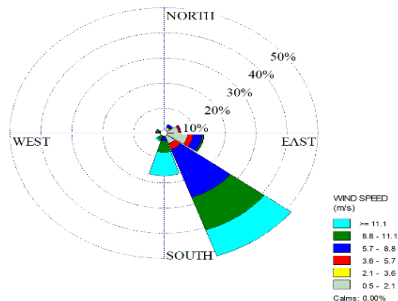 NORTH
50%
40%
30%
20%
10%
WEST
EAST
SOUTH
WIND SPEED
(m/s)
>= 11.1
8.8 - 11.1
5.7 - 8.8
3.6 - 5.7
2.1 - 3.6
0.5 - 2.1
Calms: 0.00%